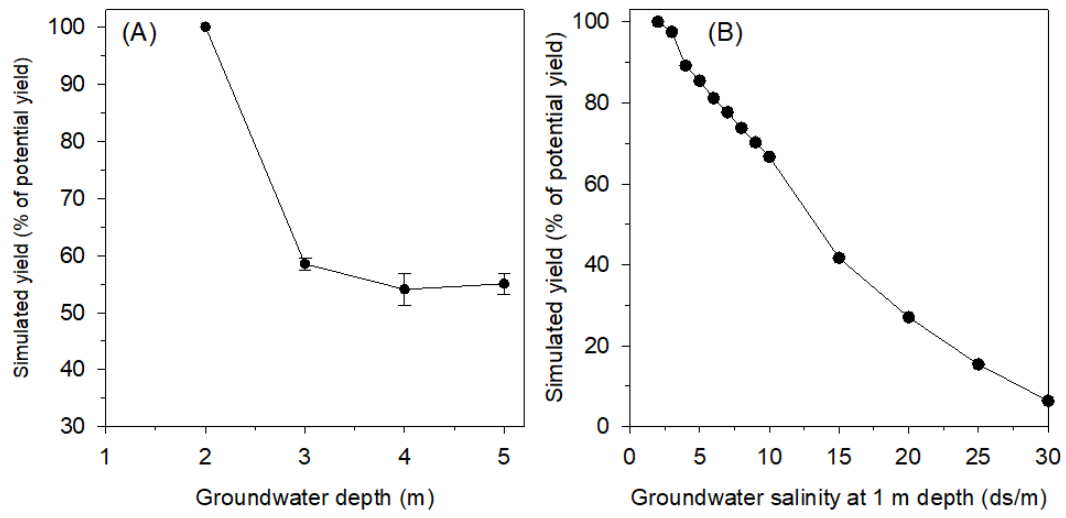 (A)
Simulated yield (% of potential yield)
100
90
80
70
60
50
40
30
1 2 3 4 5
Groundwater depth (m)
(B)
Simulated yield (% of potential yield)
100
80
60
40
20
0
0 5 10 15 20 25 30
Groundwater salinity at 1 m depth (ds/m)